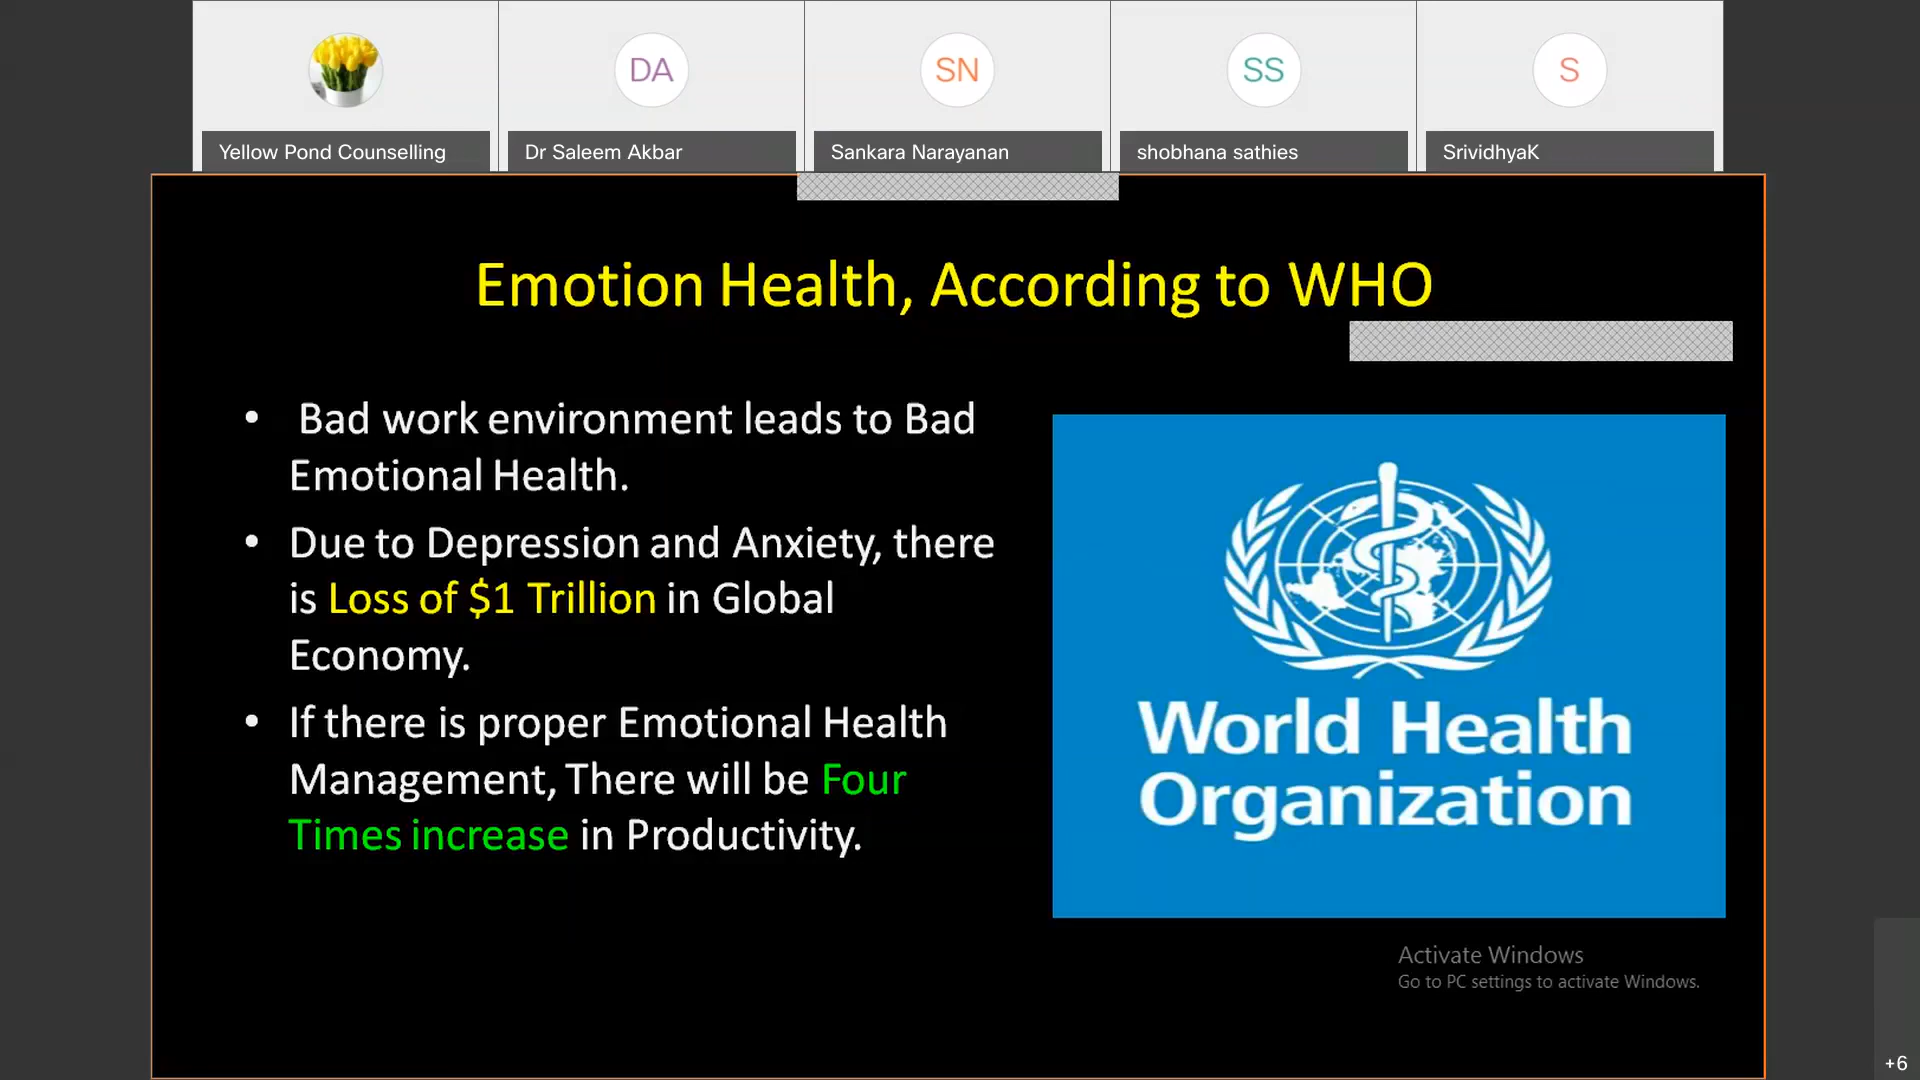 DA
SN
SS
S
Yellow Pond Counselling
Dr Saleem Akbar
Sankara Narayanan
shobhana sathies
SrividhyaK
Emotion Health, According to WHO
• Bad work environment leads to Bad
Emotional Health.
• Due to Depression and Anxiety, there
is Loss of $1 Trillion in Global
Economy.
• If there is proper Emotional Health
Management, There will be Four
Times increase in Productivity.
World Health
Organization
Activate Windows
Go to PC settings to activate Windows.
+6